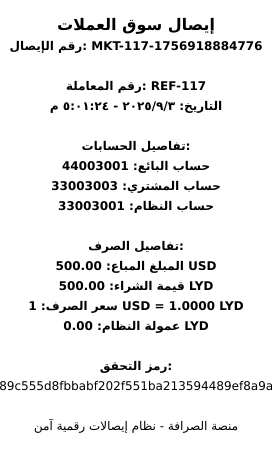 إيصال سوق العملات
رقم الإيصال: MKT-117-1756918884776
رقم المعاملة: REF-117
التاريخ: ٢٠٢٥/٩/٣ - ٥:٠١:٢٤ م
تفاصيل الحسابات:
حساب البائع: 44003001
حساب المشتري: 33003003
حساب النظام: 33003001
تفاصيل الصرف:
المبلغ المباع: 500.00 USD
قيمة الشراء: 500.00 LYD
سعر الصرف: 1 USD = 1.0000 LYD
عمولة النظام: 0.00 LYD
رمز التحقق:
89c555d8fbbabf202f551ba213594489ef8a9a
منصة الصرافة - نظام إيصالات رقمية آمن